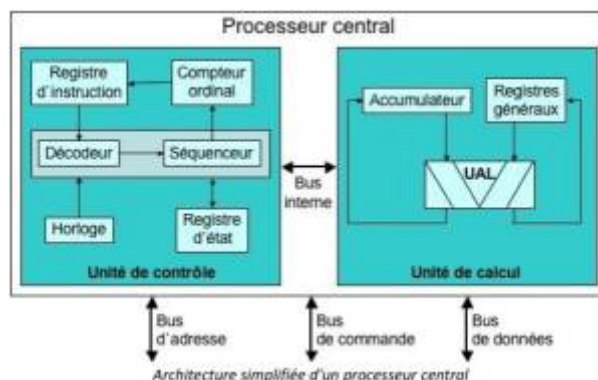 Processeur central
Registre
d'instruction
Compteur
ordinal
Décodeur
Séquenceur
Horloge
Registre
d'état
Unité de contrôle
Bus
interne
Accumulateur
Registres
généraux
UAL
Unité de calcul
Bus
d'adresse
Bus
de commande
Bus
de données
Architecture simplifiée d'un processeur central